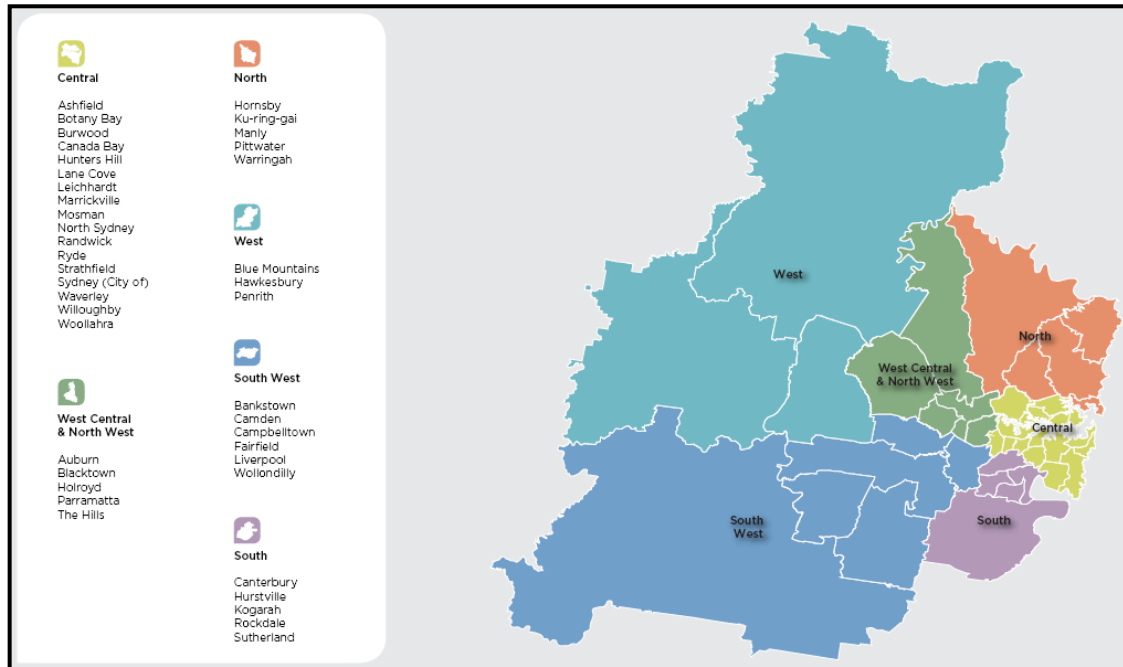 Central
Ashfield
Botany Bay
Burwood
Canada Bay
Hunters Hill
Lane Cove
Leichhardt
Marrickville
Mosman
North Sydney
Randwick
Ryde
Strathfield
Sydney (City of)
Waverley
Willoughby
Woollahra
West Central
& North West
Auburn
Blacktown
Holroyd
Parramatta
The Hills
North
Hornsby
Ku-ring-gai
Manly
Pittwater
Warringah
West
Blue Mountains
Hawkesbury
Penrith
South West
Bankstown
Camden
Campbelltown
Fairfield
Liverpool
Wollondilly
South
Canterbury
Hurstville
Kogarah
Rockdale
Sutherland
West
North
West Central
& North West
Central
South
West
South